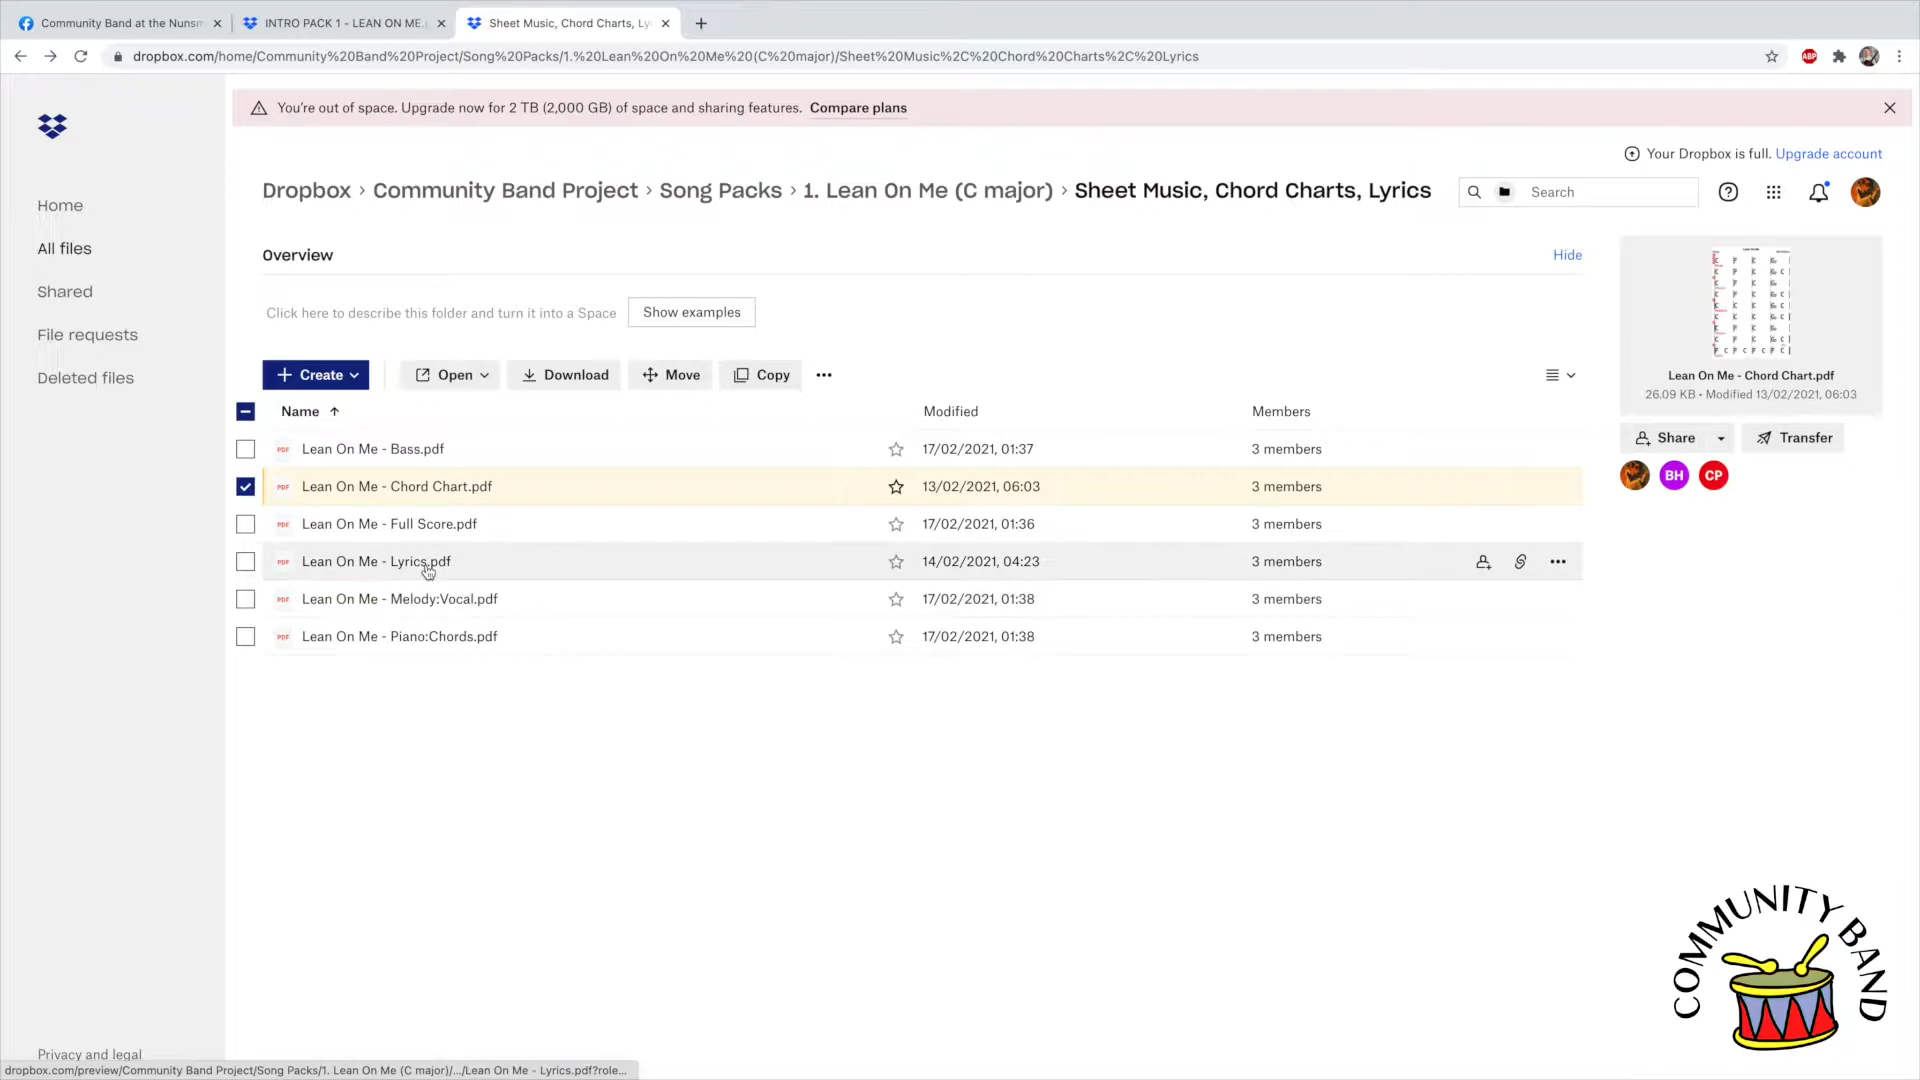 Community Band at the Nunsm
INTRO PACK 1 - LEAN ON ME.
Sheet Music, Chord Charts, Ly
dropbox.com/home/Community%20Band%20Project/Song%20Packs/1.%20Lean%20On%20Me%20(C%20major)/Sheet%20Music%2C%20Chord%20Charts%2C%20Lyrics
ABP
You're out of space. Upgrade now for 2 TB (2,000 GB) of space and sharing features. Compare plans
Your Dropbox is full. Upgrade account
Dropbox › Community Band Project › Song Packs › 1. Lean On Me (C major) › Sheet Music, Chord Charts, Lyrics
Search
Home
All files
Shared
File requests
Deleted files
Overview
Hide
Click here to describe this folder and turn it into a Space
Show examples
Create
Open
Download
Move
Copy
Name
Modified
Members
PDF Lean On Me - Bass.pdf 17/02/2021, 01:37 3 members
PDF Lean On Me - Chord Chart.pdf 13/02/2021, 06:03 3 members
PDF Lean On Me - Full Score.pdf 17/02/2021, 01:36 3 members
PDF Lean On Me - Lyrics.pdf 14/02/2021, 04:23 3 members
PDF Lean On Me - Melody:Vocal.pdf 17/02/2021, 01:38 3 members
PDF Lean On Me - Piano:Chords.pdf 17/02/2021, 01:38 3 members
Lean On Me - Chord Chart.pdf
26.09 KB • Modified 13/02/2021, 06:03
Share
Transfer
BH
CP
COMMUNITY BAND
Privacy and legal
dropbox.com/preview/Community Band Project/Song Packs/1. Lean On Me (C major)/.../Lean On Me - Lyrics.pdf?role...